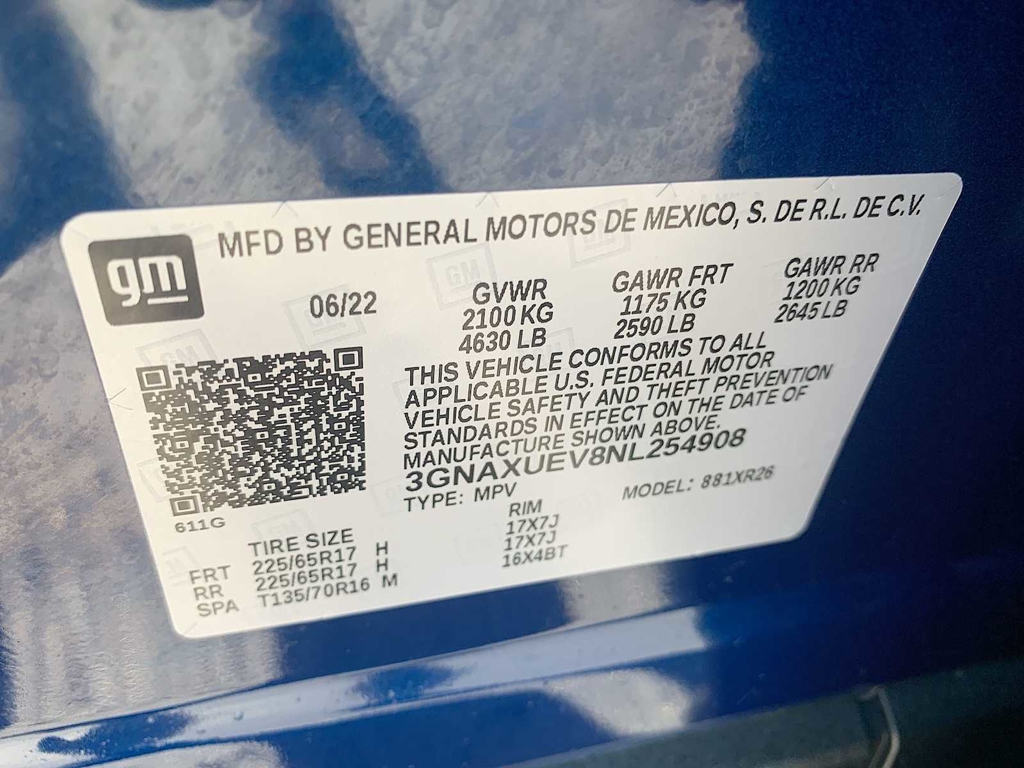 gm
MFD BY GENERAL MOTORS DE MEXICO, S. DE R.L. DE C.V.
06/22 GVWR GAWR FRT GAWR RR
2100 KG 1175 KG 1200 KG
4630 LB 2590 LB 2645 LB
THIS VEHICLE CONFORMS TO ALL
APPLICABLE U.S. FEDERAL MOTOR
VEHICLE SAFETY AND THEFT PREVENTION
STANDARDS IN EFFECT ON THE DATE OF
MANUFACTURE SHOWN ABOVE.
3GNAXUEV8NL254908
TYPE: MPV MODEL: 881XR26
611G
TIRE SIZE RIM
FRT 225/65R17 H 17X7J
RR 225/65R17 H 17X7J
SPA T135/70R16 M 16X4BT